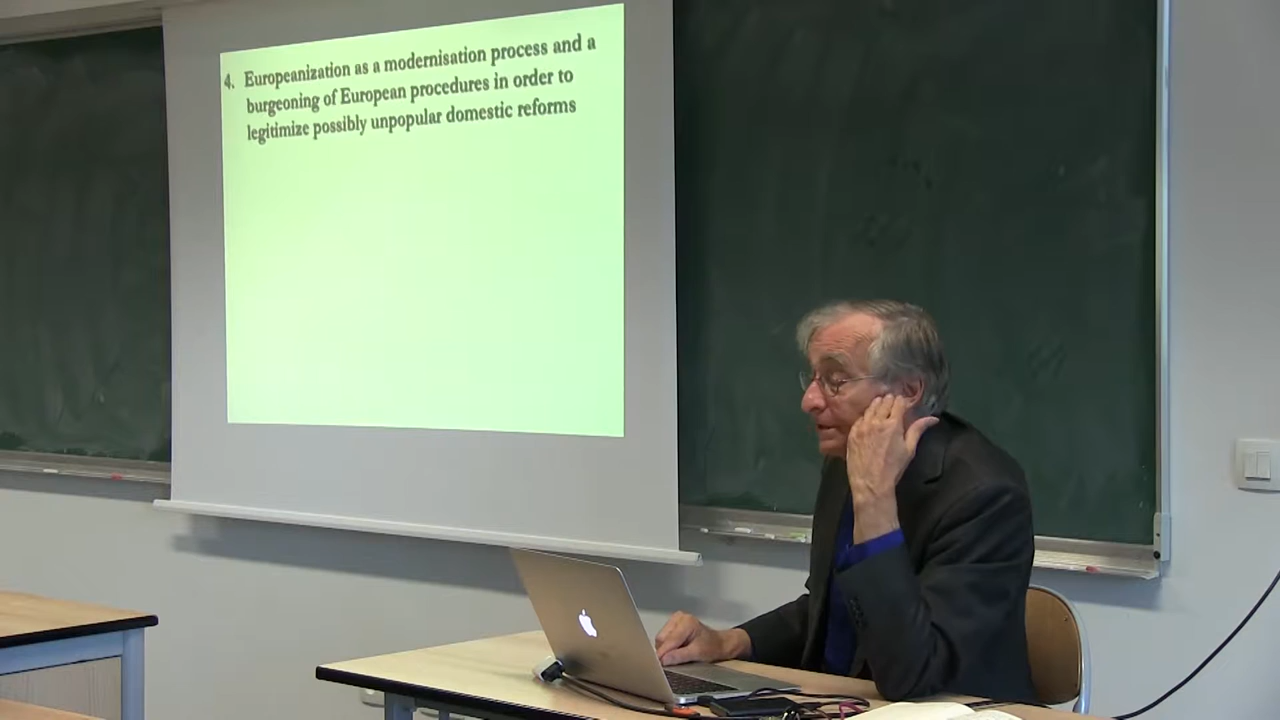 4. Europeanization as a modernisation process and a
burgeoning of European procedures in order to
legitimize possibly unpopular domestic reforms